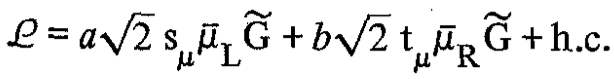 ℒ = a√2 s_μ μ̄_L G̃ + b√2 t_μ μ̄_R G̃ + h.c.